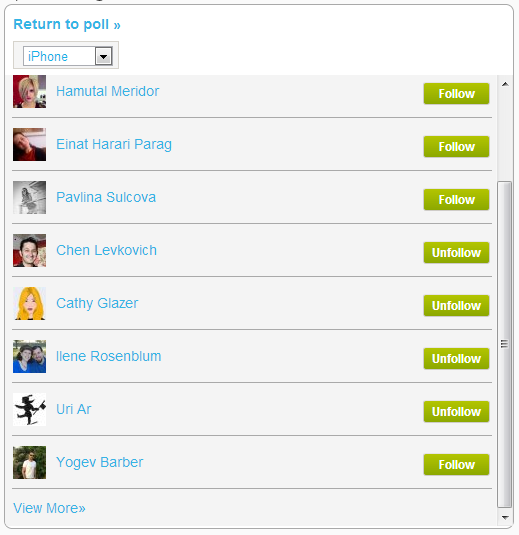 Return to poll »
iPhone
Hamutal Meridor Follow
Einat Harari Parag Follow
Pavlina Sulcova Follow
Chen Levkovich Unfollow
Cathy Glazer Unfollow
Ilene Rosenblum Unfollow
Uri Ar Unfollow
Yogev Barber Follow
View More»